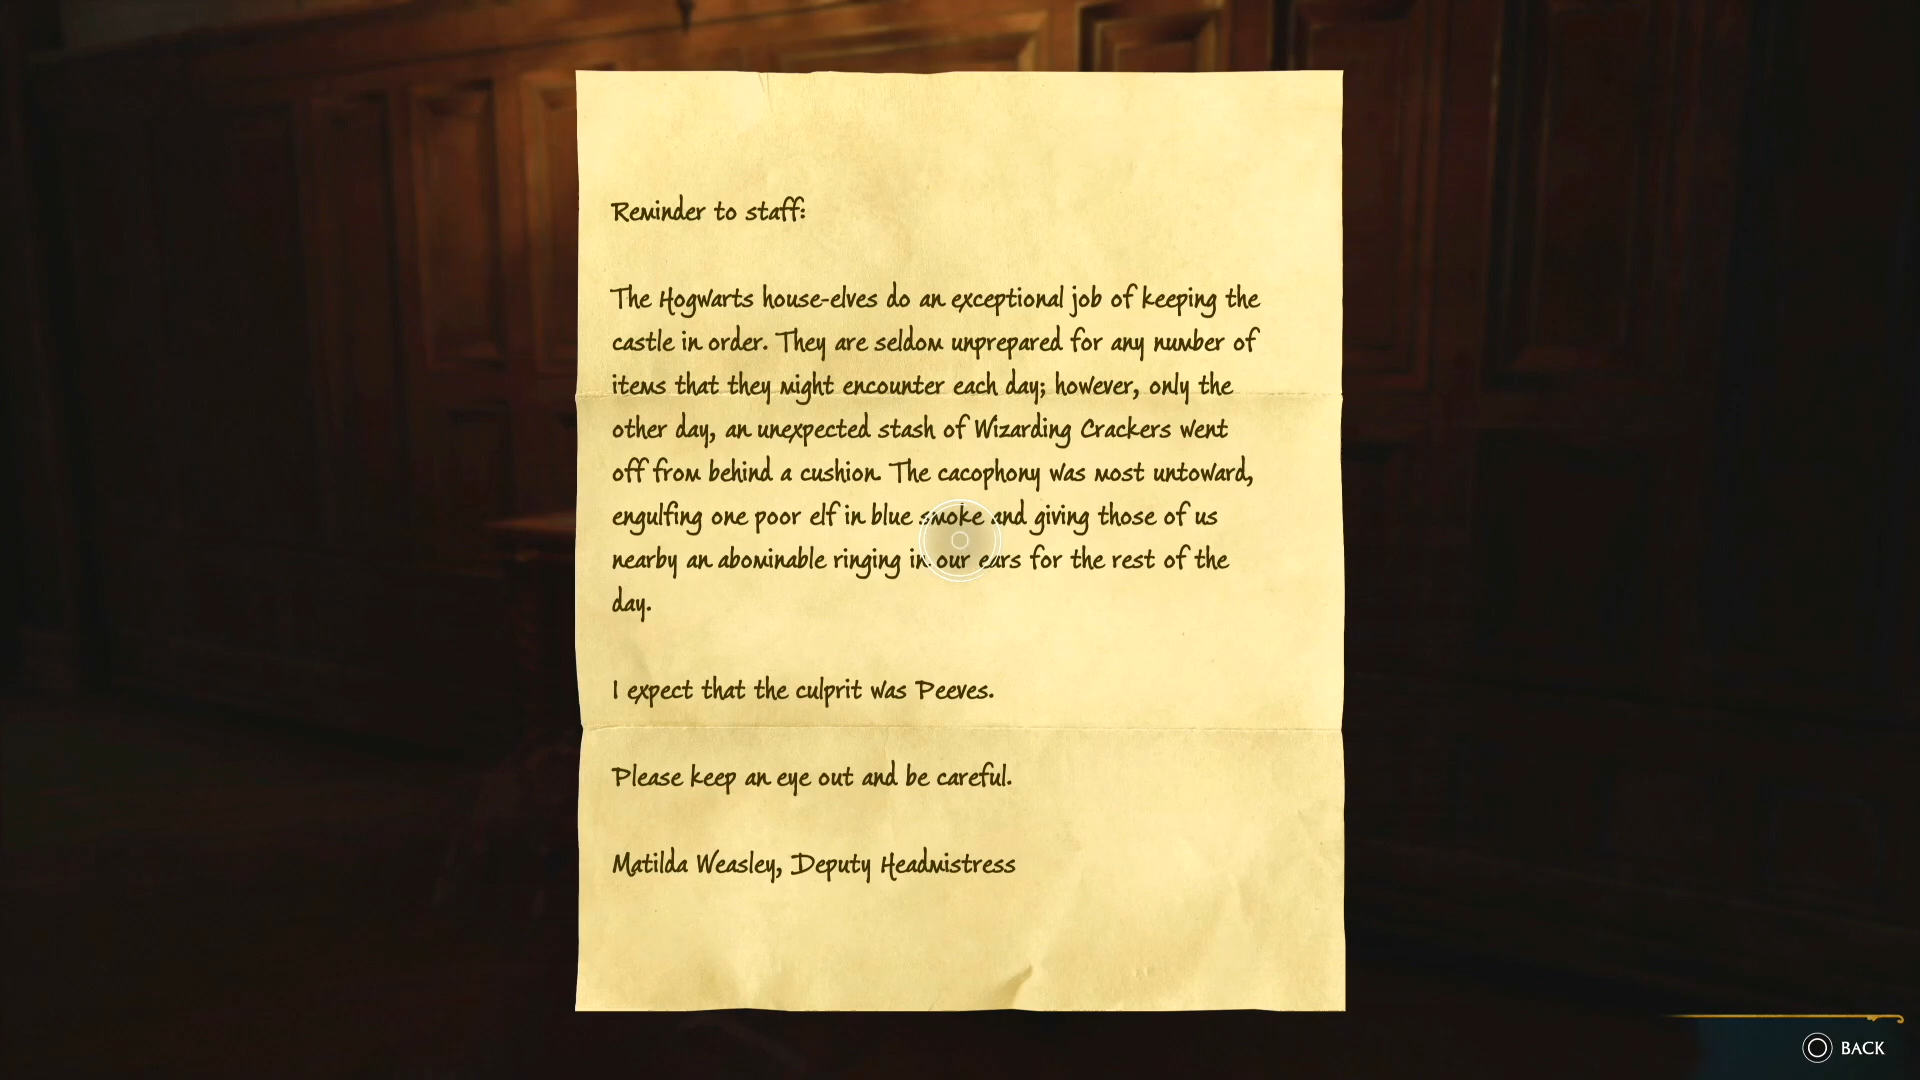 Reminder to staff:
The Hogwarts house-elves do an exceptional job of keeping the
castle in order. They are seldom unprepared for any number of
items that they might encounter each day; however, only the
other day, an unexpected stash of Wizarding Crackers went
off from behind a cushion. The cacophony was most untoward,
engulfing one poor elf in blue smoke and giving those of us
nearby an abominable ringing in our ears for the rest of the
day.
I expect that the culprit was Peeves.
Please keep an eye out and be careful.
Matilda Weasley, Deputy Headmistress
BACK